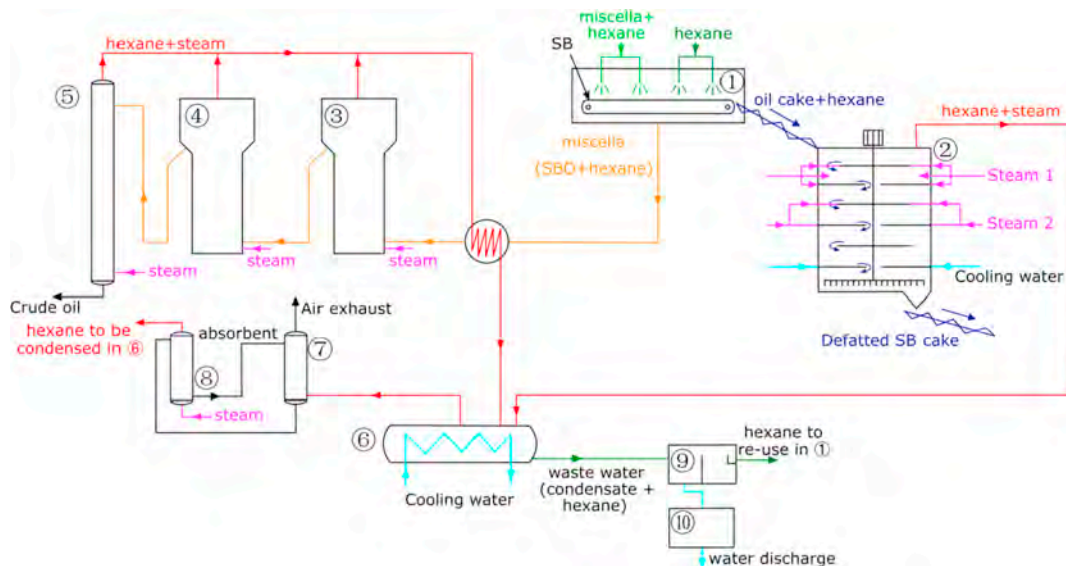 miscella+
hexane
hexane
hexane+steam
SB
①
oil cake+hexane
hexane+steam
⑤
④
③
②
miscella
(SBO+hexane)
Steam 1
Steam 2
steam
steam
steam
Cooling water
Crude oil
Air exhaust
Defatted SB cake
hexane to be
condensed in ⑥
absorbent
⑦
⑧
steam
⑥
hexane to
re-use in ①
⑨
waste water
(condensate +
hexane)
Cooling water
⑩
water discharge